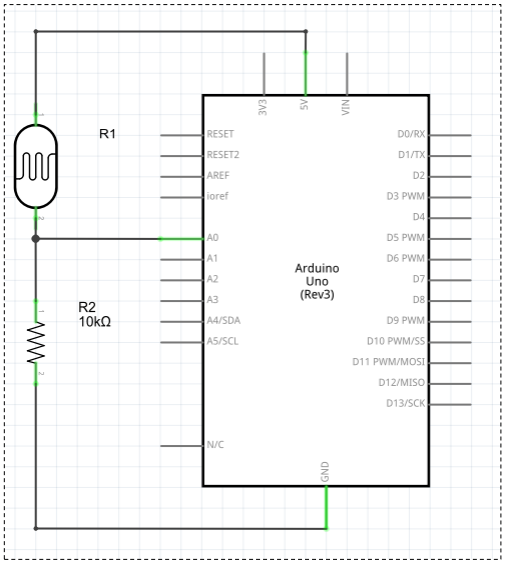 3V3
5V
VIN
1
R1
RESET
RESET2
AREF
ioref
2
A0
A1
A2
A3
A4/SDA
A5/SCL
N/C
D0/RX
D1/TX
D2
D3 PWM
D4
D5 PWM
D6 PWM
D7
D8
D9 PWM
D10 PWM/SS
D11 PWM/MOSI
D12/MISO
D13/SCK
Arduino
Uno
(Rev3)
1
R2
10kΩ
2
GND